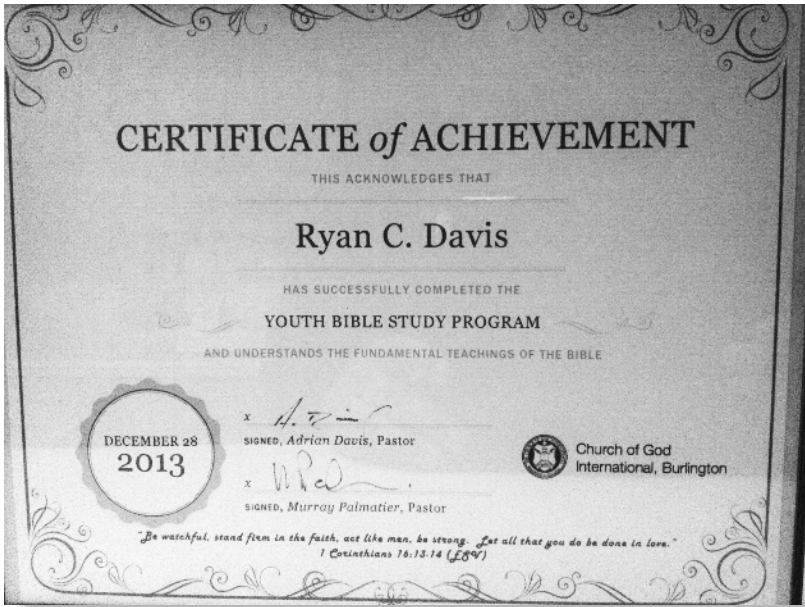 CERTIFICATE of ACHIEVEMENT
THIS ACKNOWLEDGES THAT
Ryan C. Davis
HAS SUCCESSFULLY COMPLETED THE
YOUTH BIBLE STUDY PROGRAM
AND UNDERSTANDS THE FUNDAMENTAL TEACHINGS OF THE BIBLE
DECEMBER 28
2013
x
SIGNED, Adrian Davis, Pastor
x
SIGNED, Murray Palmatier, Pastor
Church of God
International, Burlington
"Be watchful, stand firm in the faith, act like men, be strong. Let all that you do be done in love."
1 Corinthians 16:13-14 (ESV)